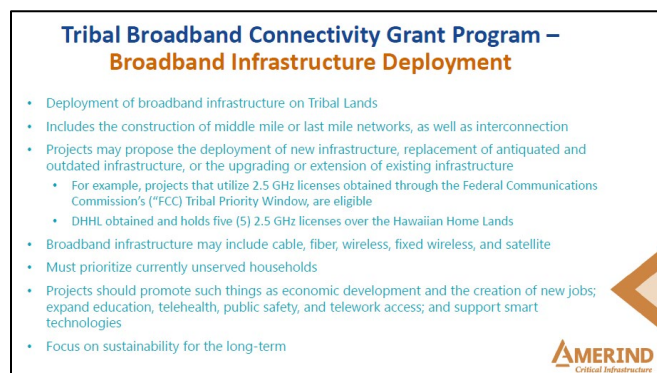 Tribal Broadband Connectivity Grant Program –
Broadband Infrastructure Deployment
• Deployment of broadband infrastructure on Tribal Lands
• Includes the construction of middle mile or last mile networks, as well as interconnection
• Projects may propose the deployment of new infrastructure, replacement of antiquated and
outdated infrastructure, or the upgrading or extension of existing infrastructure
• For example, projects that utilize 2.5 GHz licenses obtained through the Federal Communications
Commission's ("FCC) Tribal Priority Window, are eligible
• DHHL obtained and holds five (5) 2.5 GHz licenses over the Hawaiian Home Lands
• Broadband infrastructure may include cable, fiber, wireless, fixed wireless, and satellite
• Must prioritize currently unserved households
• Projects should promote such things as economic development and the creation of new jobs;
expand education, telehealth, public safety, and telework access; and support smart
technologies
• Focus on sustainability for the long-term
AMERIND
Critical Infrastructure